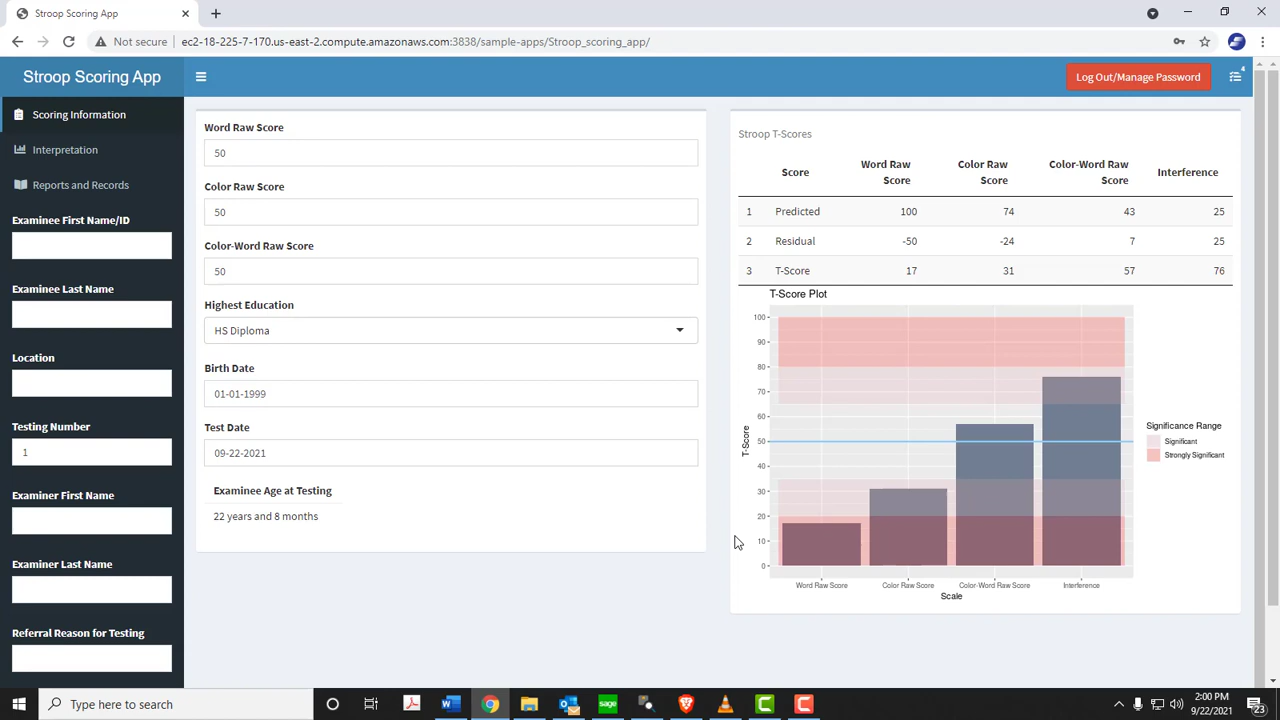 Stroop Scoring App
Not secure
ec2-18-225-7-170.us-east-2.compute.amazonaws.com:3838/sample-apps/Stroop_scoring_app/
Stroop Scoring App
Log Out/Manage Password
4
Scoring Information
Interpretation
Reports and Records
Examinee First Name/ID
Examinee Last Name
Location
Testing Number
1
Examiner First Name
Examiner Last Name
Referral Reason for Testing
Word Raw Score
50
Color Raw Score
50
Color-Word Raw Score
50
Highest Education
HS Diploma
Birth Date
01-01-1999
Test Date
09-22-2021
Examinee Age at Testing
22 years and 8 months
Stroop T-Scores
Score Word Raw Score Color Raw Score Color-Word Raw Score Interference
1 Predicted 100 74 43 25
2 Residual -50 -24 7 25
3 T-Score 17 31 57 76
T-Score Plot
100
90
80
70
60
50
40
30
20
10
0
T-Score
Word Raw Score Color Raw Score Color-Word Raw Score Interference
Scale
Significance Range
Significant
Strongly Significant
Type here to search
sage
2:00 PM
9/22/2021
23